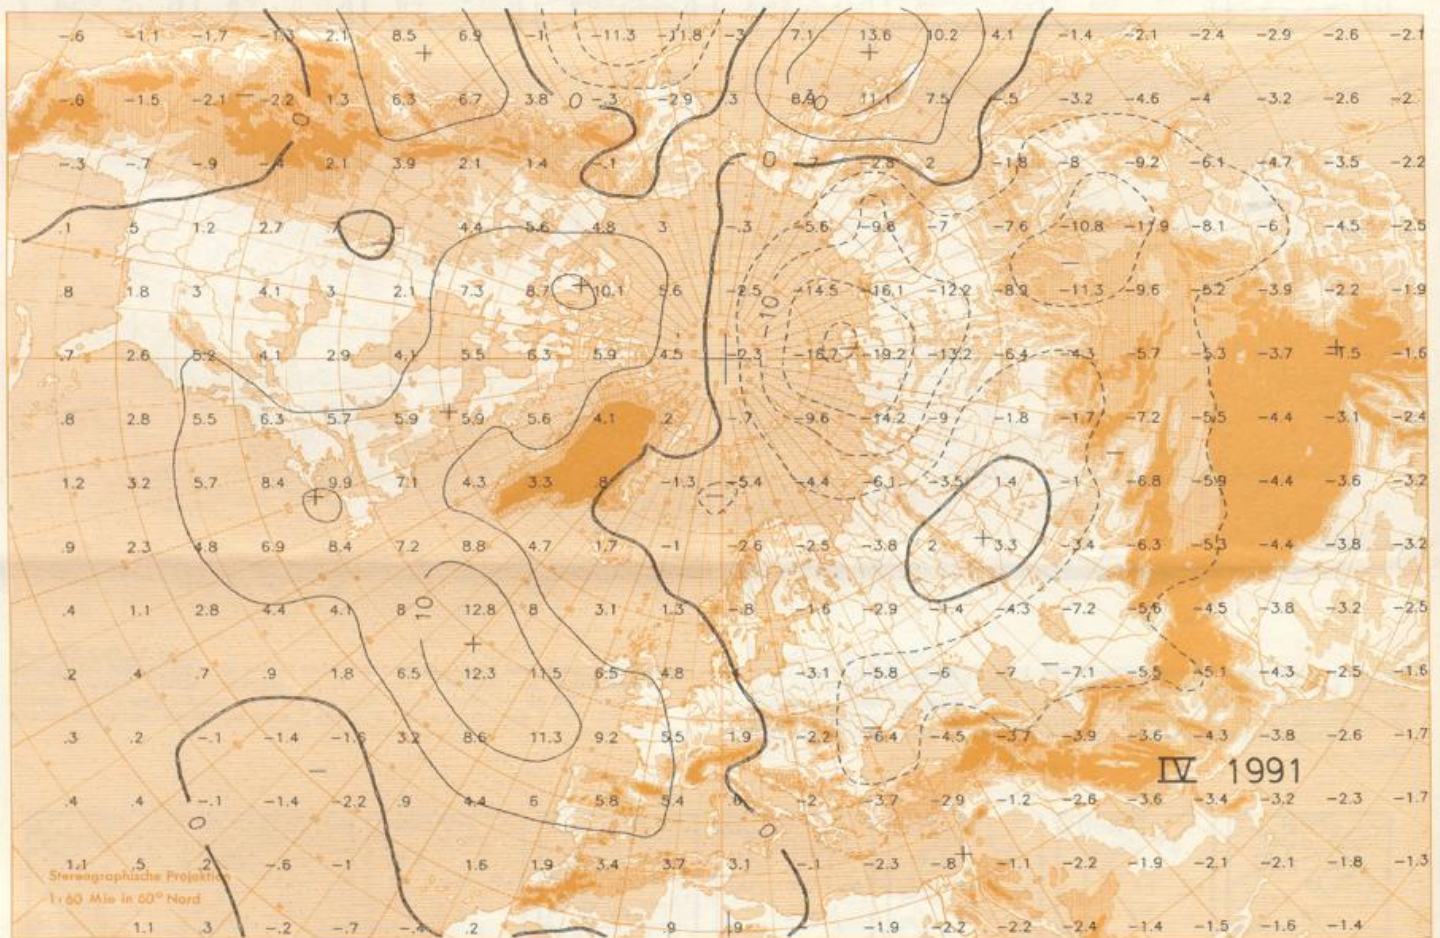 -.6 -1.1 -1.7 -1.3 2.1 8.5 6.9 -1 -11.3 -11.8 -3 7.1 13.6 10.2 4.1 -1.4 -2.1 -2.4 -2.9 -2.6 -2.1
-.6 -1.5 -2.1 -2.2 1.3 6.3 6.7 3.8 0 -.3 -2.9 .3 11.1 7.5 -.5 -3.2 -4.6 -4 -3.2 -2.6 -2
0
-.3 -.7 -.9 -.4 2.1 3.9 2.1 1.4 -.1 0 -2.8 2 -1.8 -8 -9.2 -6.1 -4.7 -3.5 -2.2
.1 .5 1.2 2.7 4.4 5.6 4.8 3 -.3 -5.6 -9.8 -7 -7.6 -10.8 -11.9 -8.1 -6 -4.5 -2.5
.8 1.8 3 4.1 3 2.1 7.3 8.7 10.1 5.6 -2.5 -14.5 -16.1 -12.2 -8.9 -11.3 -9.6 -5.2 -3.9 -2.2 -1.9
-10
.7 2.6 5.2 4.1 2.9 4.1 5.5 6.3 5.9 4.5 -2.3 -18.7 -19.2 -13.2 -6.4 -4.3 -5.7 -5.3 -3.7 -1.5 -1.6
.8 2.8 5.5 6.3 5.7 5.9 5.9 5.6 4.1 .2 -.7 -9.6 -14.2 -9 -1.8 -1.7 -7.2 -5.5 -4.4 -3.1 -2.4
1.2 3.2 5.7 8.4 9.9 7.1 4.3 3.3 .8 -1.3 -5.4 -4.4 -6.1 -3.5 1.4 -1 -6.8 -5.9 -4.4 -3.6 -3.2
.9 2.3 4.8 6.9 8.4 7.2 8.8 4.7 1.7 -1 -2.6 -2.5 -3.8 2 3.3 -3.4 -6.3 -5.3 -4.4 -3.8 -3.2
.4 1.1 2.8 4.4 4.1 8 10 12.8 8 3.1 1.3 -.8 -1.6 -2.9 -1.4 -4.3 -7.2 -5.6 -4.5 -3.8 -3.2 -2.5
.2 .4 .7 .9 1.8 6.5 12.3 11.5 6.5 4.8 -3.1 -5.8 -6 -7 -7.1 -5.5 -5.1 -4.3 -2.5 -1.6
.3 .2 -.1 -1.4 -1.6 3.2 8.6 11.3 9.2 5.5 1.9 -2.2 -6.4 -4.5 -3.7 -3.9 -3.6 -4.3 -3.8 -2.6 -1.7
IV 1991
.4 .4 -.1 -1.4 -2.2 .9 4.4 6 5.8 5.4 -2 -3.7 -2.9 -1.2 -2.6 -3.6 -3.4 -3.2 -2.3 -1.7
0 0
1.1 .5 .2 -.6 -1 1.6 1.9 3.4 3.7 3.1 -.1 -2.3 -.8 -1.1 -2.2 -1.9 -2.1 -2.1 -1.8 -1.3
Stereographische Projektion
1:60 Mio in 60° Nord
1.1 .3 -.2 -.7 -.4 .2 .9 .9 -1.9 -2.2 -2.2 -2.4 -1.4 -1.5 -1.6 -1.4